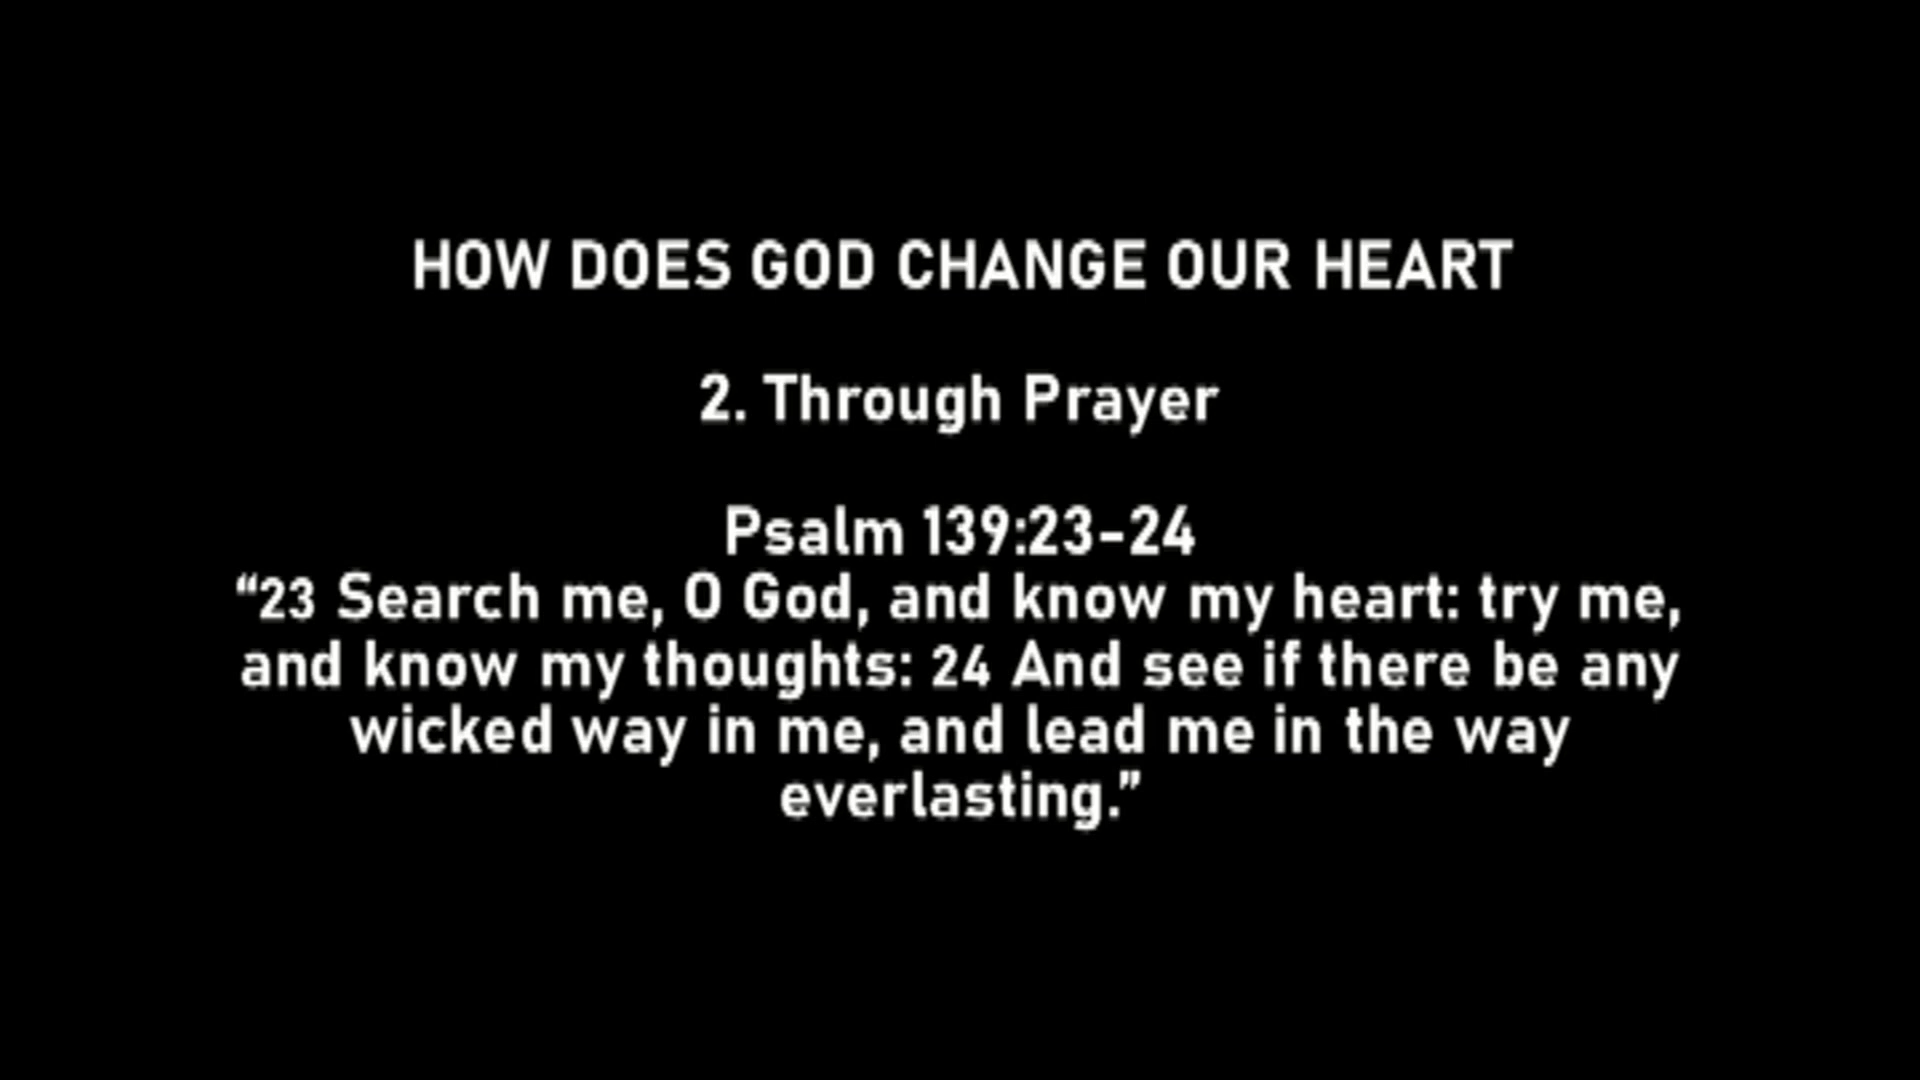 HOW DOES GOD CHANGE OUR HEART
2. Through Prayer
Psalm 139:23-24
“23 Search me, O God, and know my heart: try me,
and know my thoughts: 24 And see if there be any
wicked way in me, and lead me in the way
everlasting.”